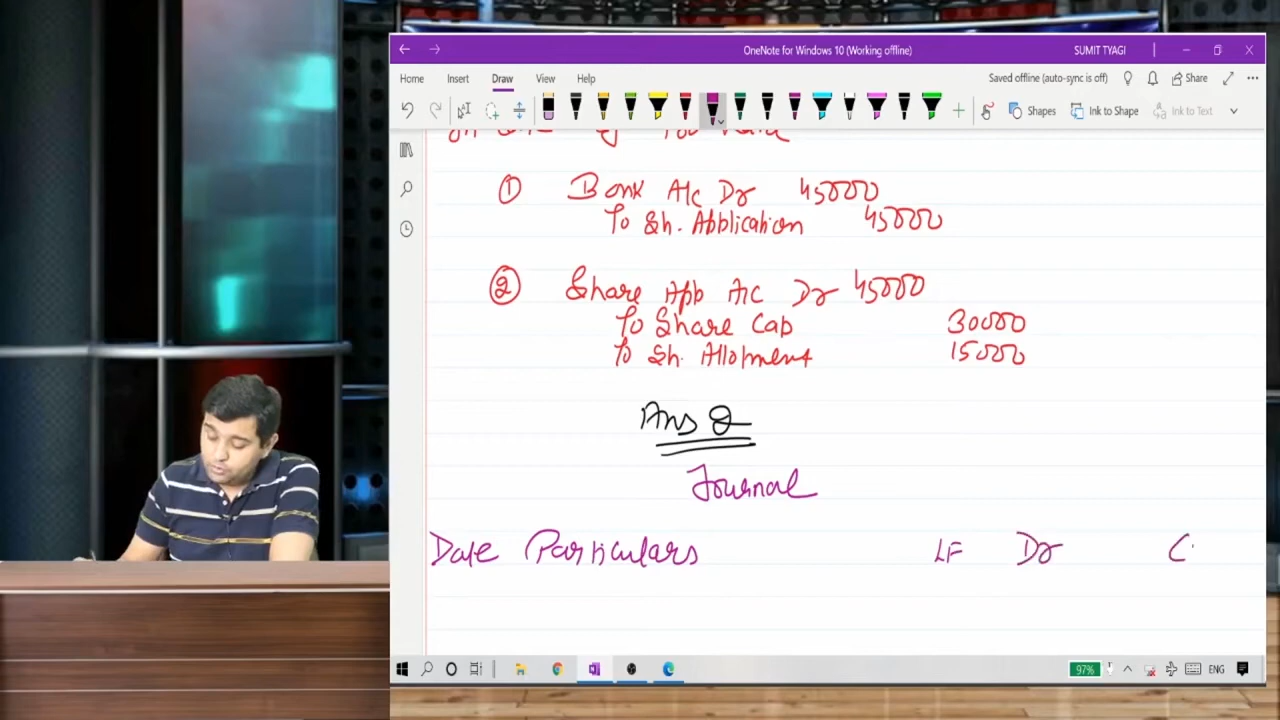 OneNote for Windows 10 (Working offline)
SUMIT TYAGI
Home Insert Draw View Help
Saved offline (auto-sync is off)
Share
Shapes
Ink to Shape
Ink to Text
① Bank A/c Dr 45000
To Sh. Application 45000
② Share App A/C Dr 45000
To Share Cap 30000
To Sh. Allotment 15000
Ans 2
Journal
Date Particulars LF Dr C
97%
ENG